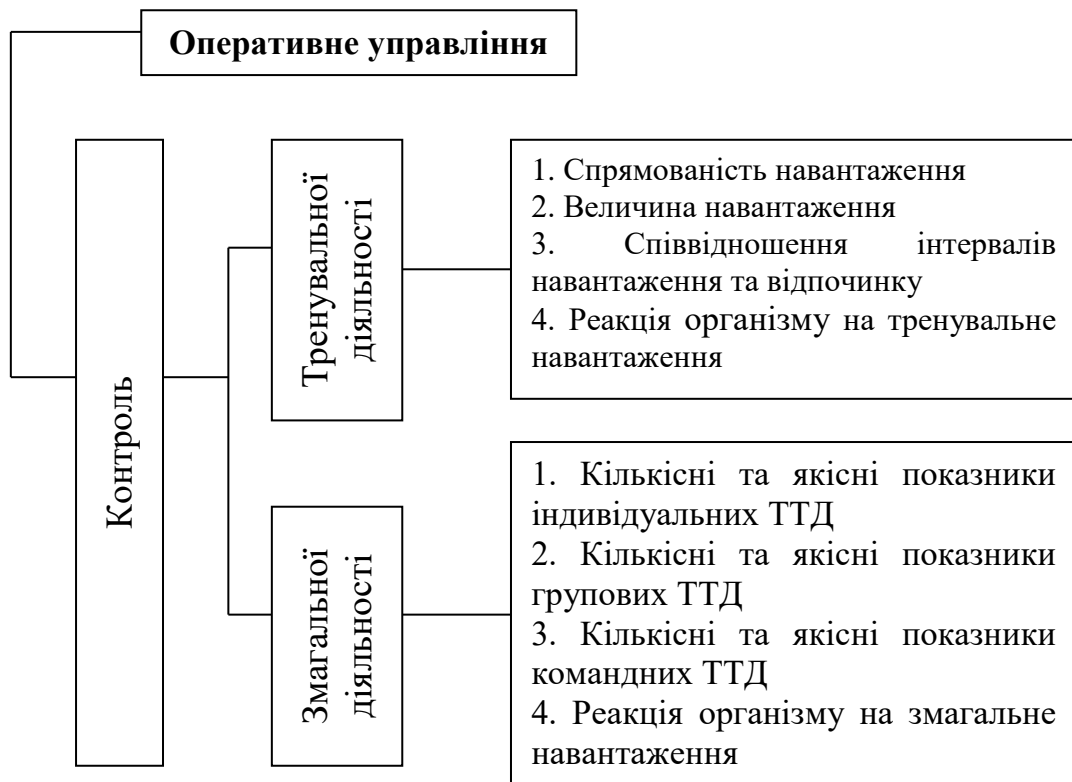 Оперативне управління
Контроль
Тренувальної
діяльності
1. Спрямованість навантаження
2. Величина навантаження
3. Співвідношення інтервалів
навантаження та відпочинку
4. Реакція організму на тренувальне
навантаження
Змагальної
діяльності
1. Кількісні та якісні показники
індивідуальних ТТД
2. Кількісні та якісні показники
групових ТТД
3. Кількісні та якісні показники
командних ТТД
4. Реакція організму на змагальне
навантаження